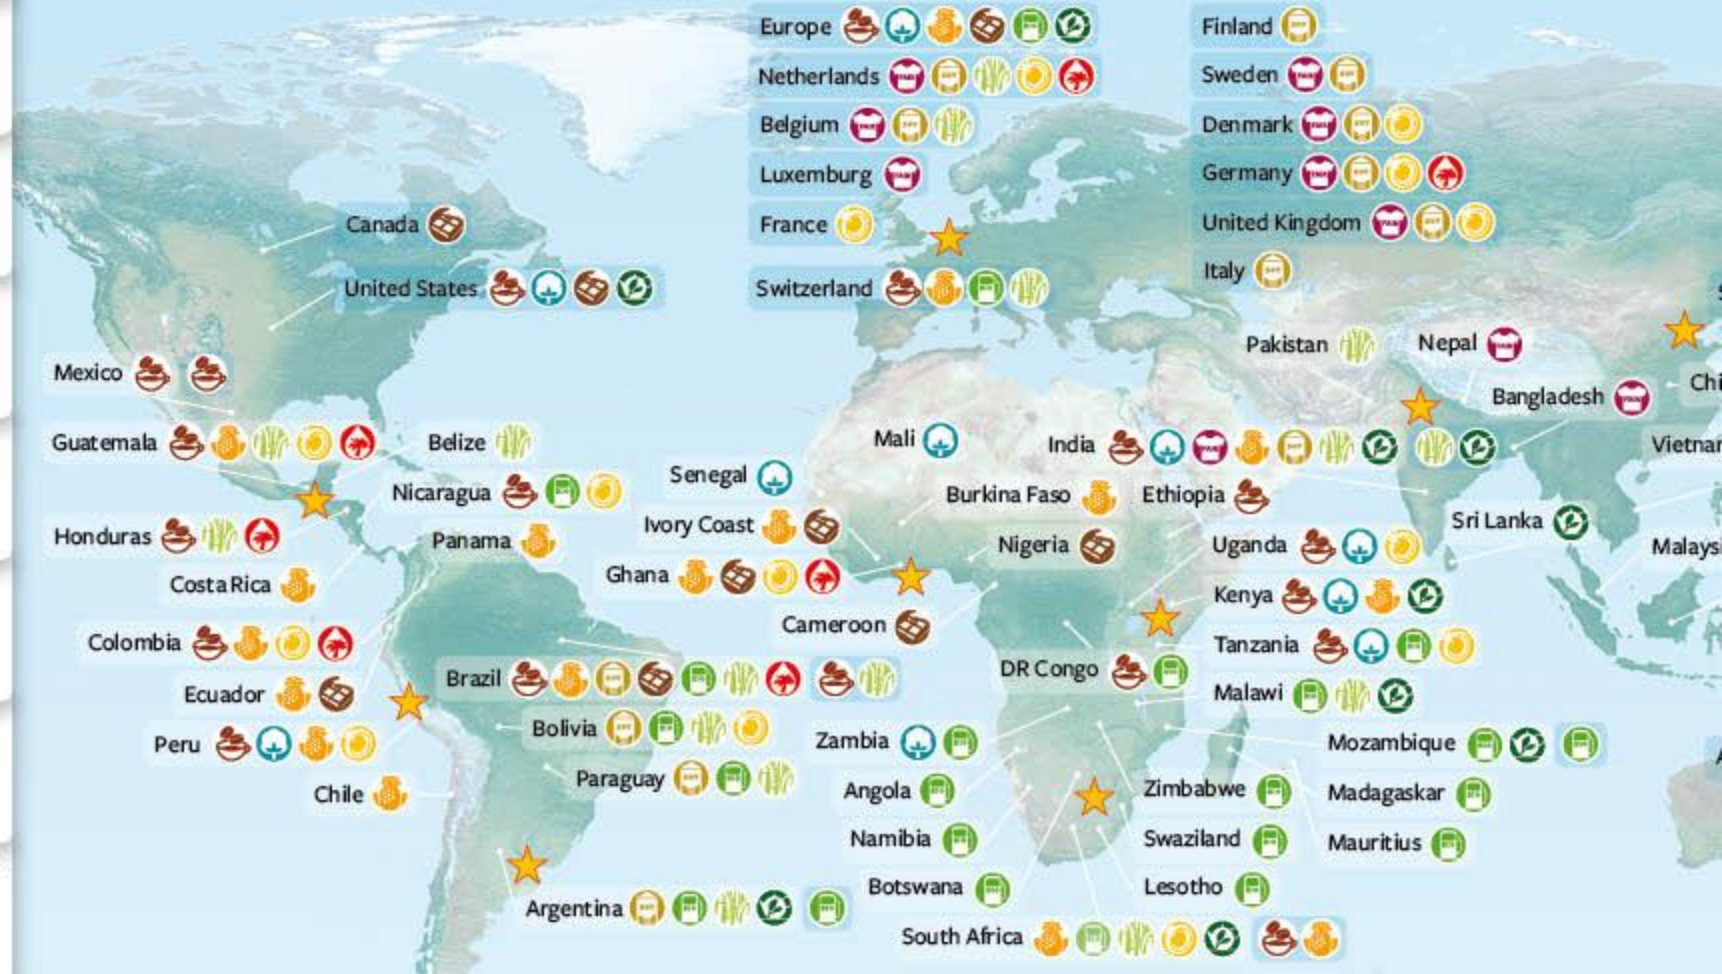 Europe
Finland
Netherlands
Sweden
Belgium
Denmark
Luxemburg
Germany
Canada
France
United Kingdom
Italy
United States
Switzerland
Pakistan
Nepal
Mexico
Chi
Bangladesh
Guatemala
Belize
Mali
India
Vietnar
Senegal
Nicaragua
Burkina Faso
Ethiopia
Ivory Coast
Sri Lanka
Honduras
Panama
Nigeria
Uganda
Malaysi
Ghana
Costa Rica
Kenya
Cameroon
Colombia
Tanzania
Brazil
DR Congo
Ecuador
Malawi
Bolivia
Peru
Zambia
Mozambique
Paraguay
Chile
Angola
Zimbabwe
Madagaskar
Namibia
Swaziland
Mauritius
Botswana
Lesotho
Argentina
South Africa